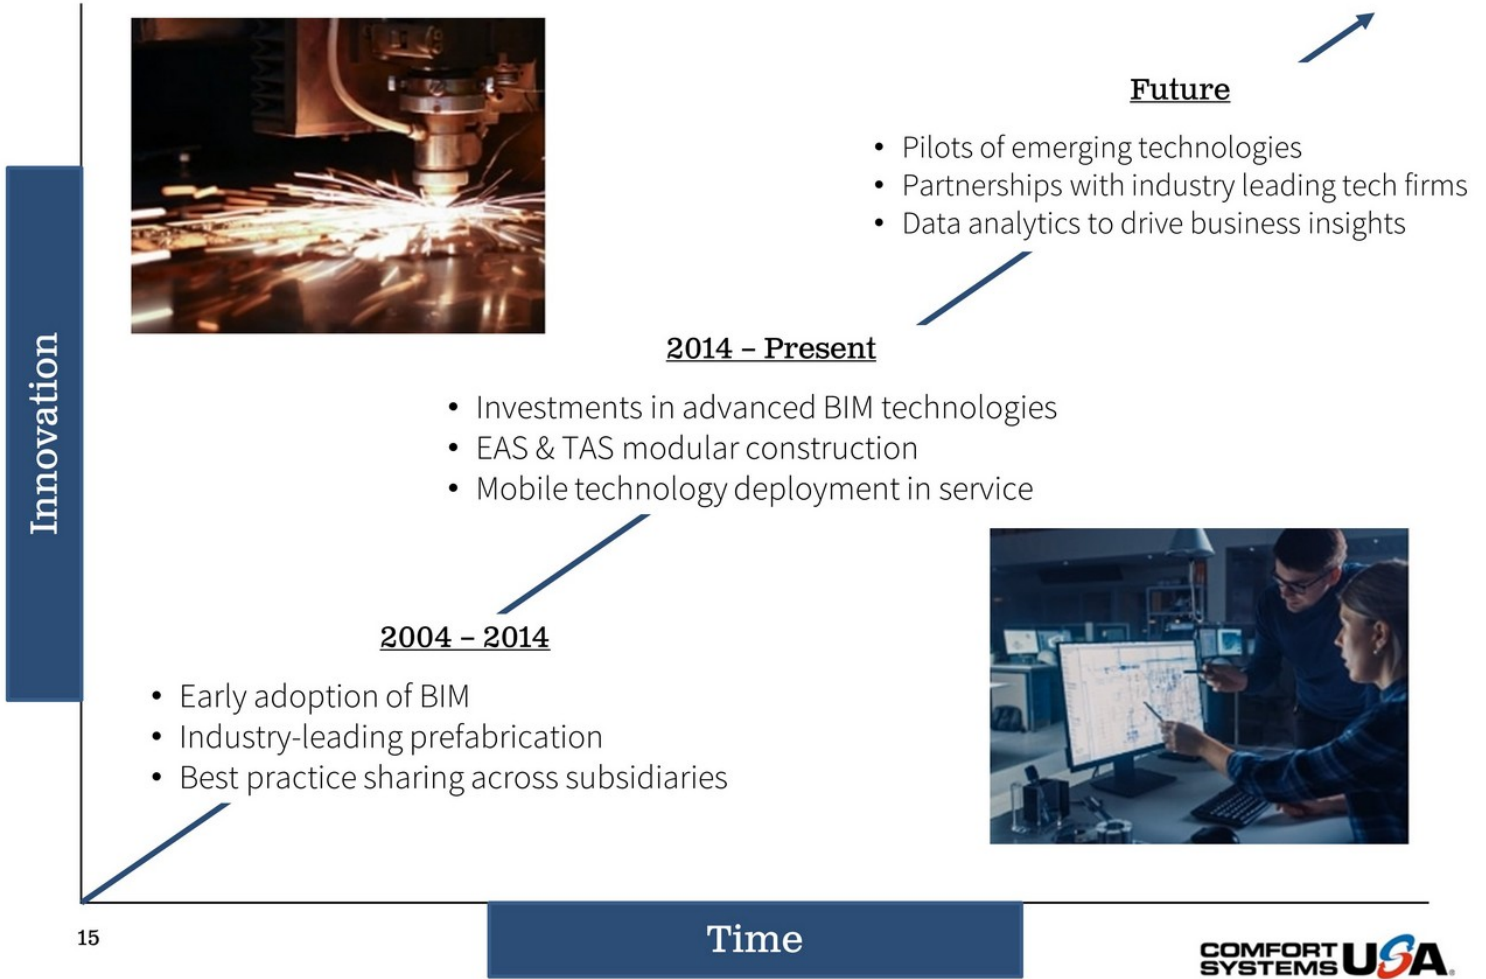 Future
• Pilots of emerging technologies
• Partnerships with industry leading tech firms
• Data analytics to drive business insights
2014 – Present
• Investments in advanced BIM technologies
• EAS & TAS modular construction
• Mobile technology deployment in service
2004 – 2014
• Early adoption of BIM
• Industry-leading prefabrication
• Best practice sharing across subsidiaries
Innovation
Time
15
COMFORT
SYSTEMS
USA